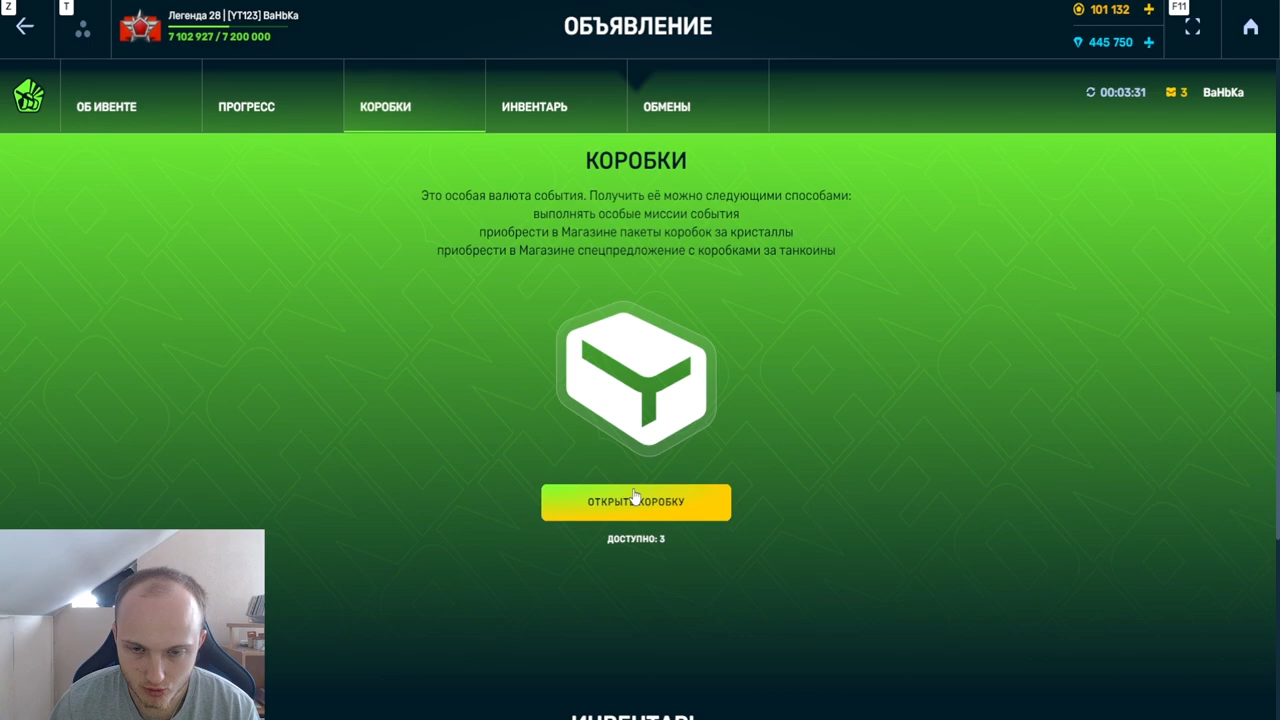 Z
T
Легенда 28 | [YT123] BaHbKa
7 102 927 / 7 200 000
ОБЪЯВЛЕНИЕ
101 132
445 750
F11
ОБ ИВЕНТЕ
ПРОГРЕСС
КОРОБКИ
ИНВЕНТАРЬ
ОБМЕНЫ
00:03:31
3
BaHbKa
КОРОБКИ
Это особая валюта события. Получить её можно следующими способами:
выполнять особые миссии события
приобрести в Магазине пакеты коробок за кристаллы
приобрести в Магазине спецпредложение с коробками за танкоины
ОТКРЫТЬ КОРОБКУ
ДОСТУПНО: 3
ИНВЕНТАРЬ